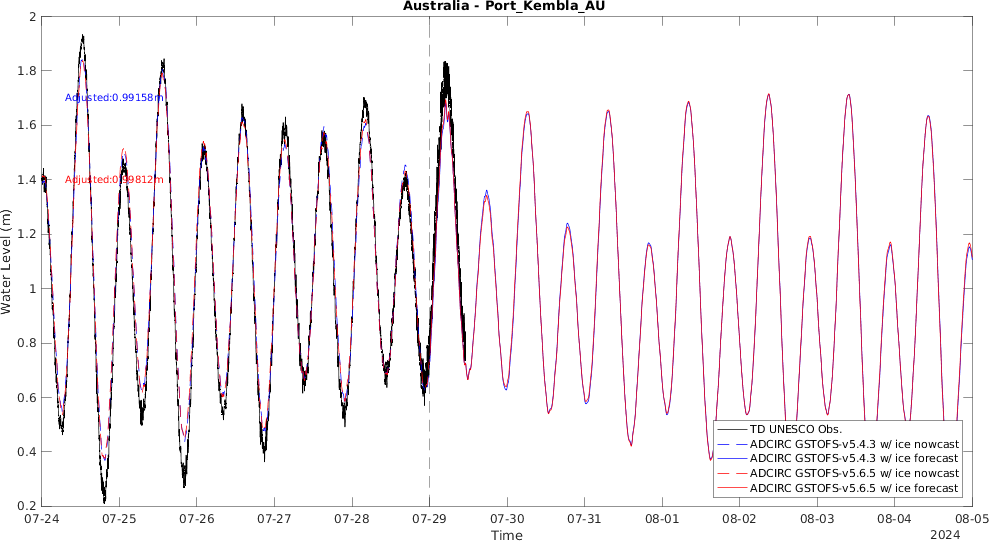 Australia - Port_Kembla_AU
2
1.8
1.6
1.4
1.2
1
0.8
0.6
0.4
0.2
Water Level (m)
Adjusted:0.99158m
Adjusted:0.99812m
TD UNESCO Obs.
ADCIRC GSTOFS-v5.4.3 w/ ice nowcast
ADCIRC GSTOFS-v5.4.3 w/ ice forecast
ADCIRC GSTOFS-v5.6.5 w/ ice nowcast
ADCIRC GSTOFS-v5.6.5 w/ ice forecast
07-24 07-25 07-26 07-27 07-28 07-29 07-30 07-31 08-01 08-02 08-03 08-04 08-05
Time
2024